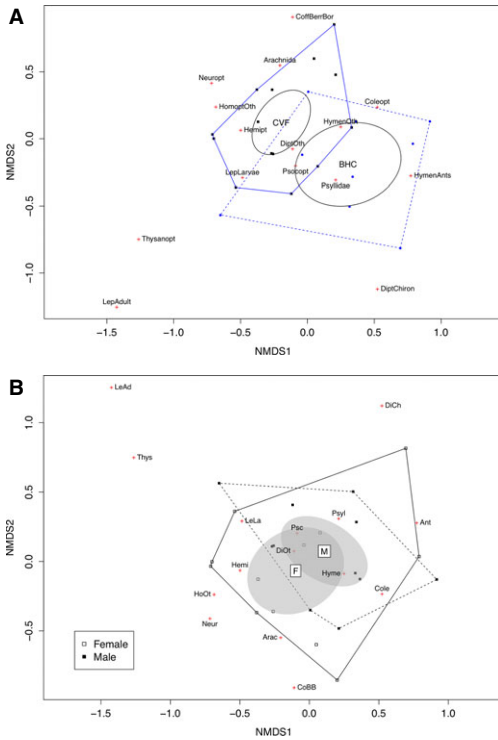 A
CoffBerrBor
Arachnida
Neuropt
HomoptOth
Coleopt
CVF
HymenOth
Hemipt
DiptOth
BHC
Psocopt
LepLarvae
Psyllidae
HymenAnts
Thysanopt
DiptChiron
LepAdult
NMDS2
0.5
0.0
−0.5
−1.0
−1.5
−1.0
−0.5
0.0
0.5
1.0
NMDS1
B
LeAd
DiCh
Thys
LeLa
Psyl
Ant
Psc
DiOt
M
Hemi
F
Hyme
HoOt
Cole
Neur
Arac
CoBB
Female
Male
NMDS2
1.0
0.5
0.0
−0.5
−1.5
−1.0
−0.5
0.0
0.5
1.0
NMDS1